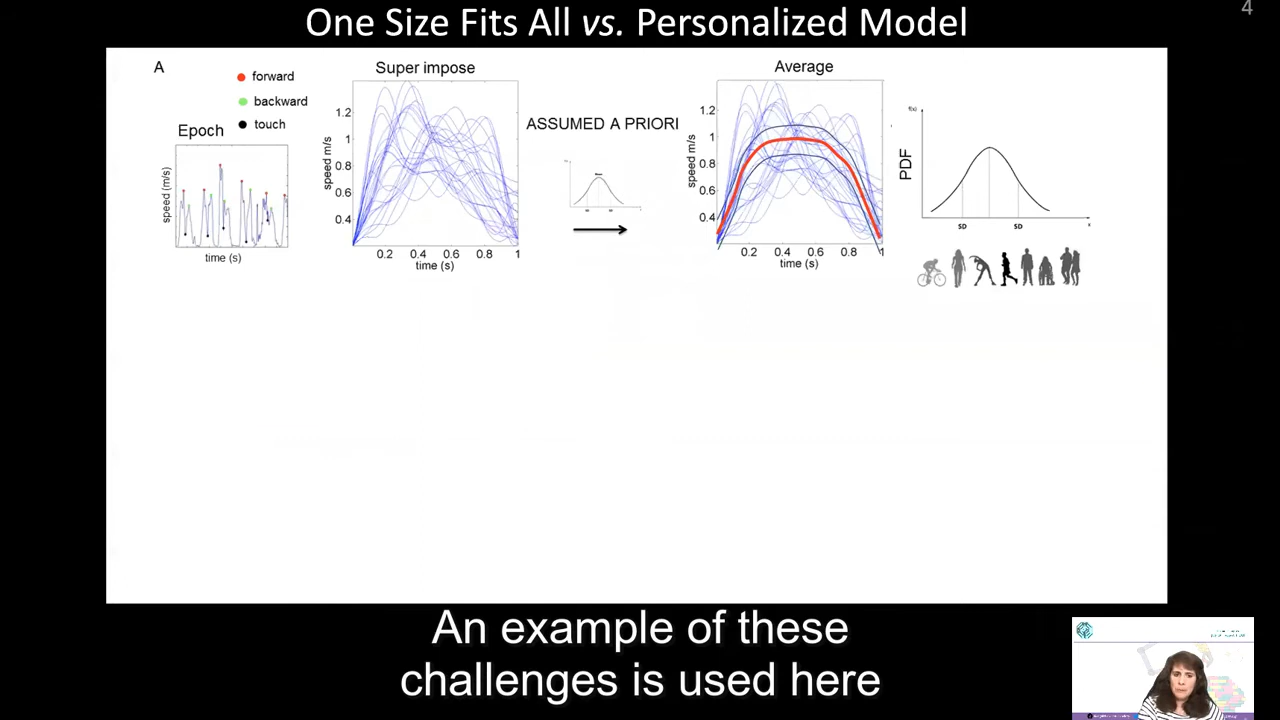 One Size Fits All vs. Personalized Model
4
A
forward
backward
touch
Epoch
speed (m/s)
time (s)
Super impose
speed m/s
1.2
1
0.8
0.6
0.4
0.2 0.4 0.6 0.8 1
time (s)
ASSUMED A PRIORI
Average
speed m/s
1.2
1
0.8
0.6
0.4
0.2 0.4 0.6 0.8 1
time (s)
PDF
SD SD
An example of these
challenges is used here